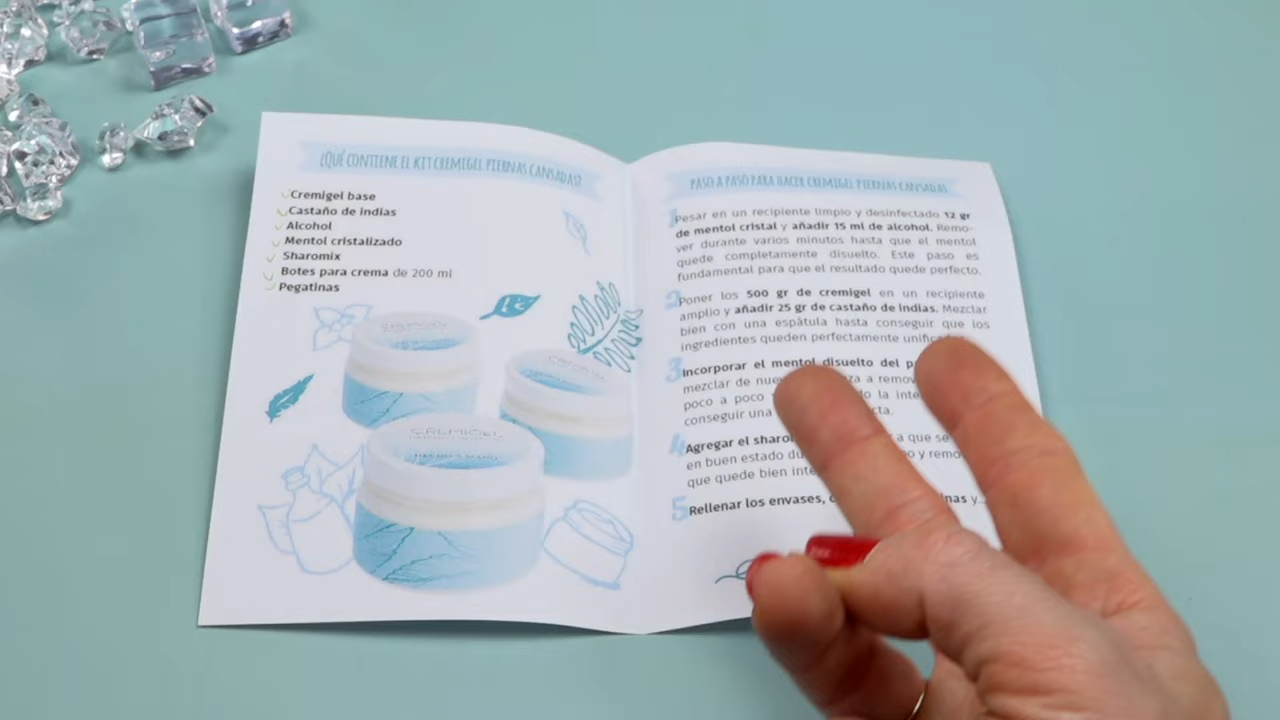 ¿QUÉ CONTIENE EL KIT CREMIGEL PIERNAS CANSADAS?
Cremigel base
Castaño de indias
Alcohol
Mentol cristalizado
Sharomix
Botes para crema de 200 ml
Pegatinas
CREMIGEL
PASO A PASO PARA HACER CREMIGEL PIERNAS CANSADAS
1 Pesar en un recipiente limpio y desinfectado 12 gr
de mentol cristal y añadir 15 ml de alcohol. Remo-
ver durante varios minutos hasta que el mentol
quede completamente disuelto. Este paso es
fundamental para que el resultado quede perfecto.
2 Poner los 500 gr de cremigel en un recipiente
amplio y añadir 25 gr de castaño de indias. Mezclar
bien con una espátula hasta conseguir que los
ingredientes queden perfectamente
3 Incorporar el mentol disuelto del
mezclar de a
poco a poco la
conseguir una
4 Agregar el a que se
en buen estado y
que quede bien
5 Rellenar los envases, y